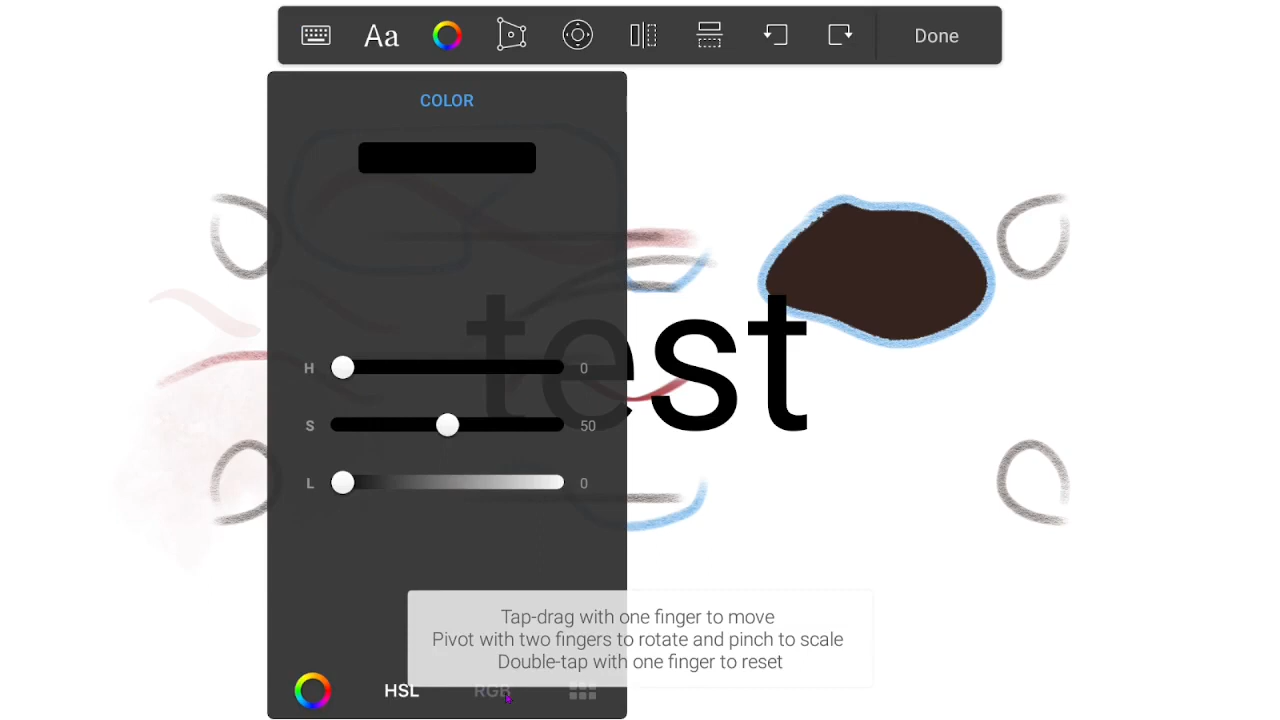 Aa
Done
COLOR
test
H 0
S 50
L 0
Tap-drag with one finger to move
Pivot with two fingers to rotate and pinch to scale
Double-tap with one finger to reset
HSL RGB